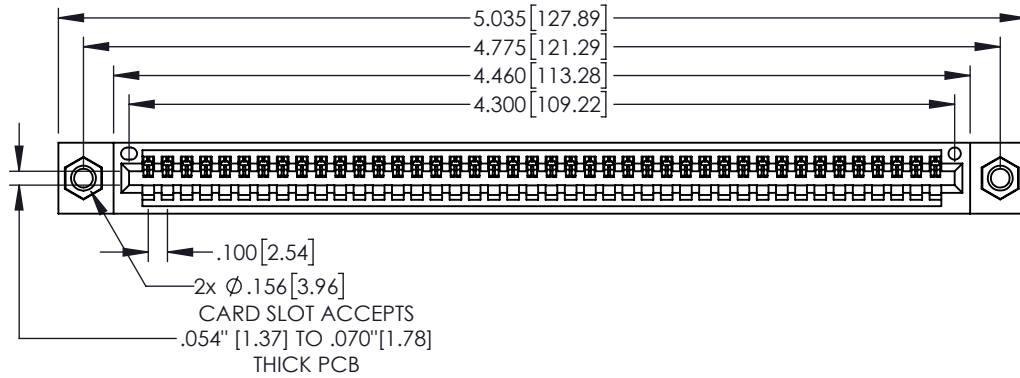 5.035[127.89]
4.775[121.29]
4.460[113.28]
4.300[109.22]
.100[2.54]
2x Ø.156[3.96]
CARD SLOT ACCEPTS
.054" [1.37] TO .070"[1.78]
THICK PCB